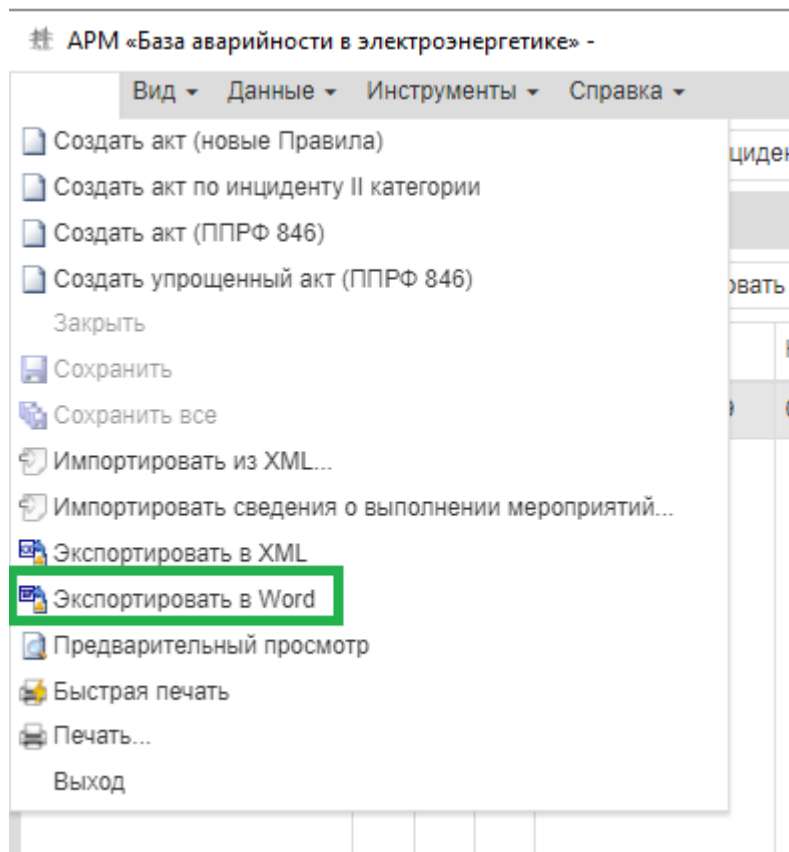 АРМ «База аварийности в электроэнергетике» -
Вид Данные Инструменты Справка
Создать акт (новые Правила)
Создать акт по инциденту II категории
Создать акт (ППРФ 846)
Создать упрощенный акт (ППРФ 846)
Закрыть
Сохранить
Сохранить все
Импортировать из XML...
Импортировать сведения о выполнении мероприятий...
Экспортировать в XML
Экспортировать в Word
Предварительный просмотр
Быстрая печать
Печать...
Выход